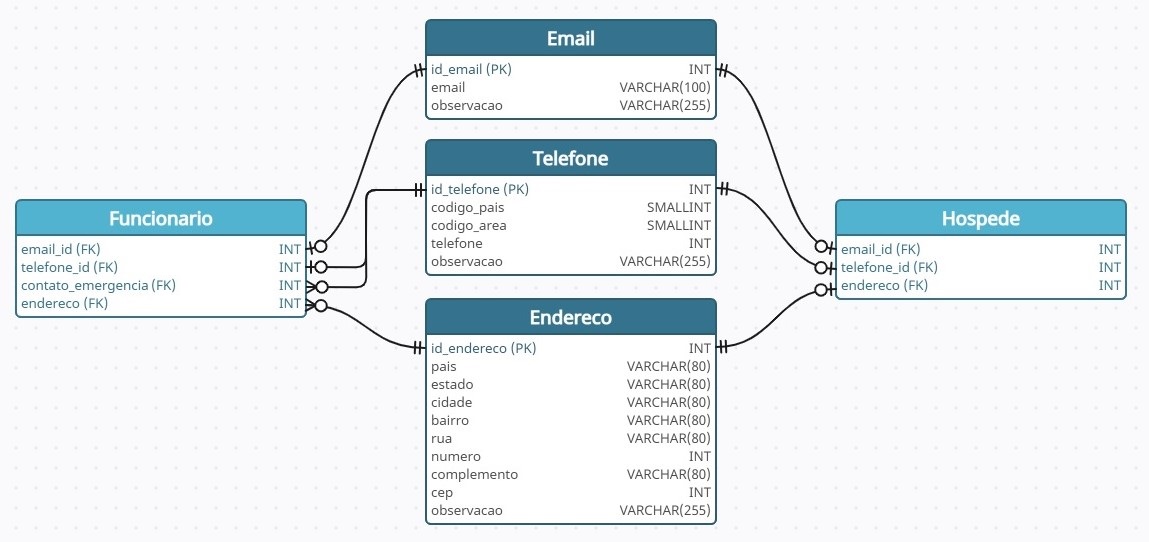 Email
id_email (PK) INT
email VARCHAR(100)
observacao VARCHAR(255)
Telefone
id_telefone (PK) INT
codigo_pais SMALLINT
codigo_area SMALLINT
telefone INT
observacao VARCHAR(255)
Funcionario
email_id (FK) INT
telefone_id (FK) INT
contato_emergencia (FK) INT
endereco (FK) INT
Hospede
email_id (FK) INT
telefone_id (FK) INT
endereco (FK) INT
Endereco
id_endereco (PK) INT
pais VARCHAR(80)
estado VARCHAR(80)
cidade VARCHAR(80)
bairro VARCHAR(80)
rua VARCHAR(80)
numero INT
complemento VARCHAR(80)
cep INT
observacao VARCHAR(255)